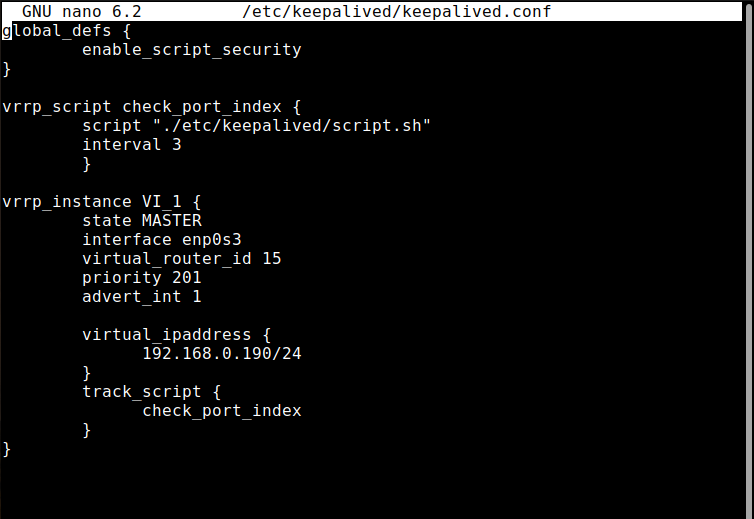 GNU nano 6.2 /etc/keepalived/keepalived.conf
global_defs {
enable_script_security
}
vrrp_script check_port_index {
script "./etc/keepalived/script.sh"
interval 3
}
vrrp_instance VI_1 {
state MASTER
interface enp0s3
virtual_router_id 15
priority 201
advert_int 1
virtual_ipaddress {
192.168.0.190/24
}
track_script {
check_port_index
}
}